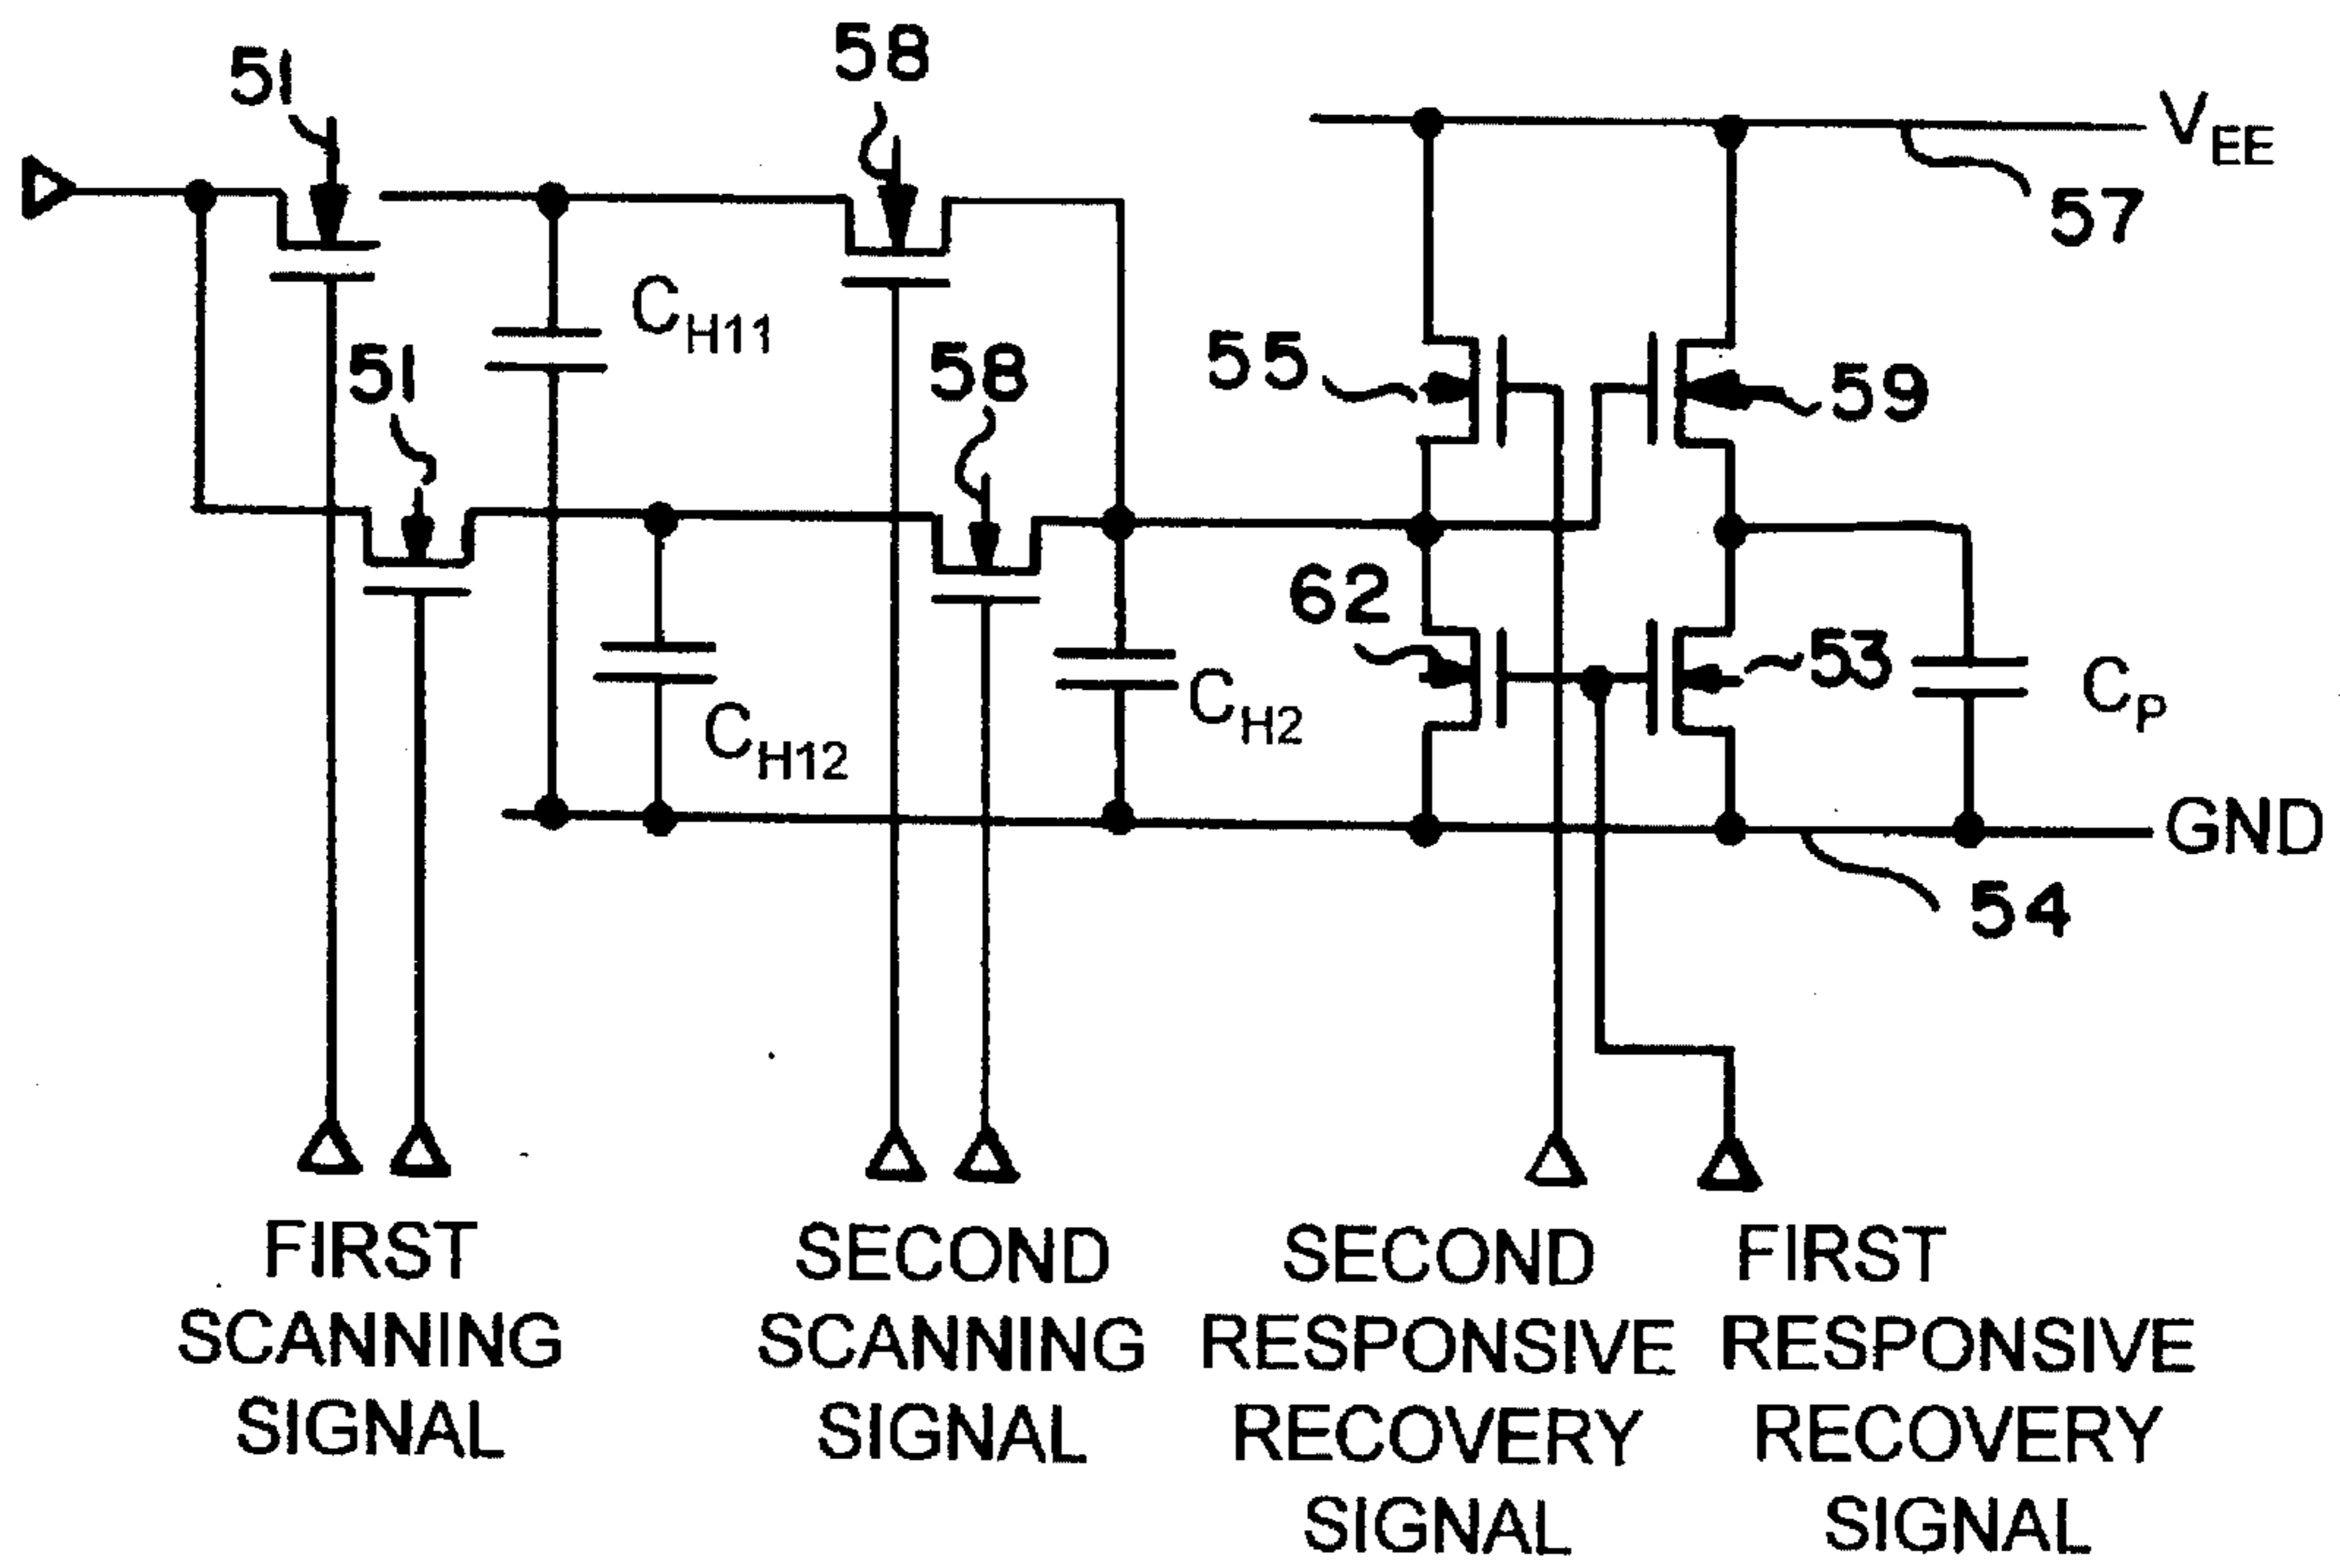 51
58
V_EE
57
C_H11
51
58
55
59
62
53
C_H12
C_H2
C_P
GND
54
FIRST
SCANNING
SIGNAL
SECOND
SCANNING
SIGNAL
SECOND
RESPONSIVE
RECOVERY
SIGNAL
FIRST
RESPONSIVE
RECOVERY
SIGNAL